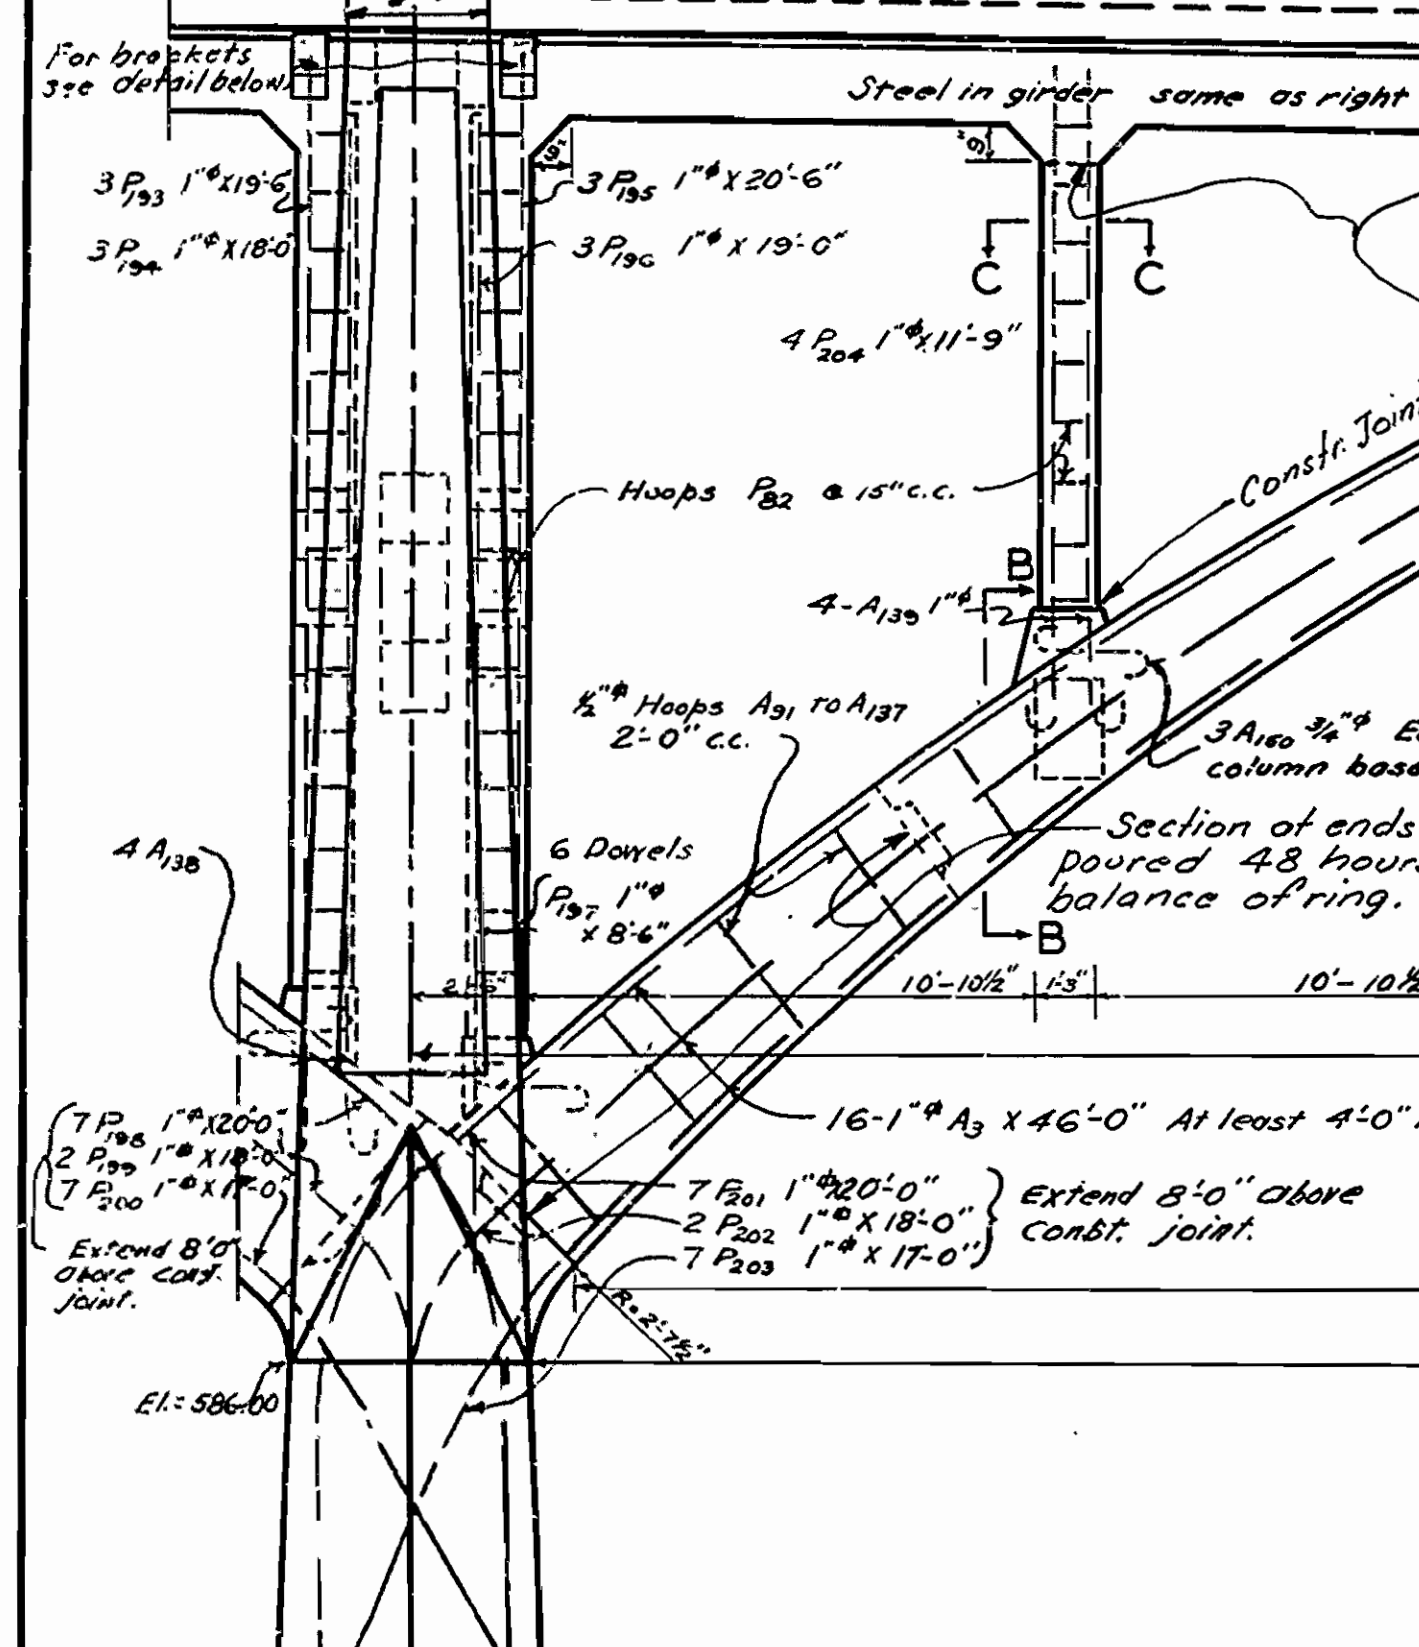 For brackets
see detail below
Steel in girder same as right
9"
9"
3 P193 1"ϕ x 19'-6"
3 P195 1"ϕ x 20'-6"
3 P194 1"ϕ x 18'-0"
3 P196 1"ϕ x 19'-0"
C C
4 P204 1"ϕ x 11'-9"
Constr. Joint
Hoops P82 @ 15" c.c.
B
4-A139 1"ϕ
½"ϕ Hoops A91 to A137
2'-0" c.c.
3 A160 ¾"ϕ
column base
4 A138
6 Dowels
P197 1"ϕ
x 8'-6"
Section at ends
poured 48 hours
balance of ring.
B
10'-10½" 1'-3" 10'-10½
16-1"ϕ A3 x 46'-0" At least 4'-0"
7 P198 1"ϕ x 20'-0"
2 P199 1"ϕ x 18'-0"
7 P200 1"ϕ x 17'-0"
Extend 8'-0"
above const.
joint.
7 P201 1"ϕ x 20'-0"
2 P202 1"ϕ x 18'-0"
7 P203 1"ϕ x 17'-0"
Extend 8'-0" above
Const. joint.
R=2'-7½"
El.=586.00